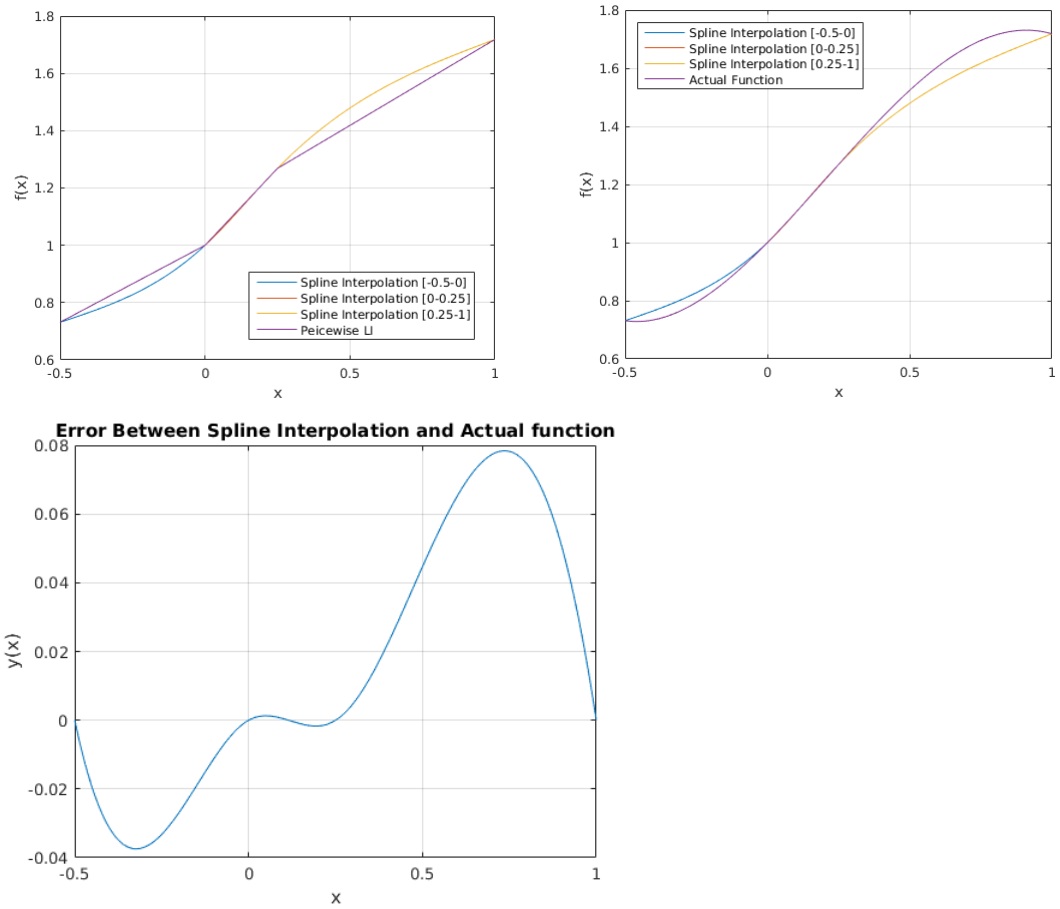 1.8
1.6
1.4
1.2
1
0.8
0.6
f(x)
-0.5
0
0.5
1
x
Spline Interpolation [-0.5-0]
Spline Interpolation [0-0.25]
Spline Interpolation [0.25-1]
Peicewise LI
1.8
1.6
1.4
1.2
1
0.8
0.6
f(x)
-0.5
0
0.5
1
x
Spline Interpolation [-0.5-0]
Spline Interpolation [0-0.25]
Spline Interpolation [0.25-1]
Actual Function
Error Between Spline Interpolation and Actual function
0.08
0.06
0.04
0.02
0
-0.02
-0.04
y(x)
-0.5
0
0.5
1
x